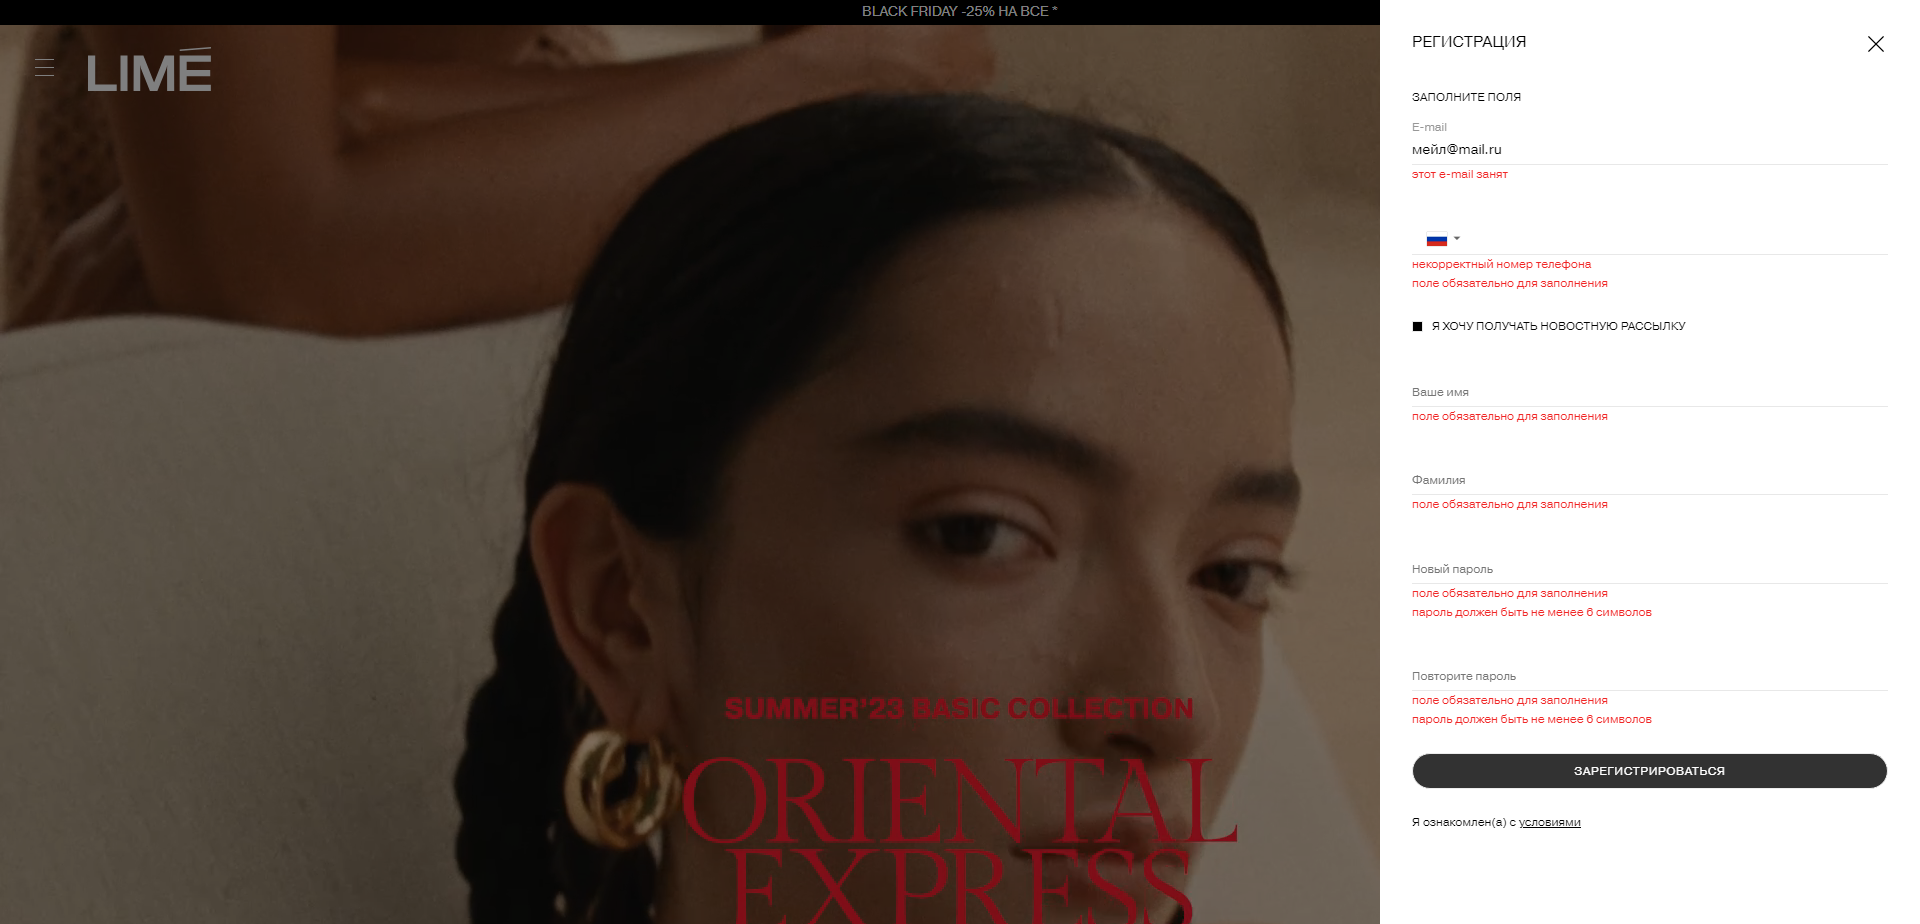 BLACK FRIDAY -25% НА ВСЕ *
LIMÉ
SUMMER'23 BASIC COLLECTION
ORIENTAL
EXPRESS
РЕГИСТРАЦИЯ
ЗАПОЛНИТЕ ПОЛЯ
E-mail
мейл@mail.ru
этот e-mail занят
некорректный номер телефона
поле обязательно для заполнения
Я ХОЧУ ПОЛУЧАТЬ НОВОСТНУЮ РАССЫЛКУ
Ваше имя
поле обязательно для заполнения
Фамилия
поле обязательно для заполнения
Новый пароль
поле обязательно для заполнения
пароль должен быть не менее 6 символов
Повторите пароль
поле обязательно для заполнения
пароль должен быть не менее 6 символов
ЗАРЕГИСТРИРОВАТЬСЯ
Я ознакомлен(а) с условиями